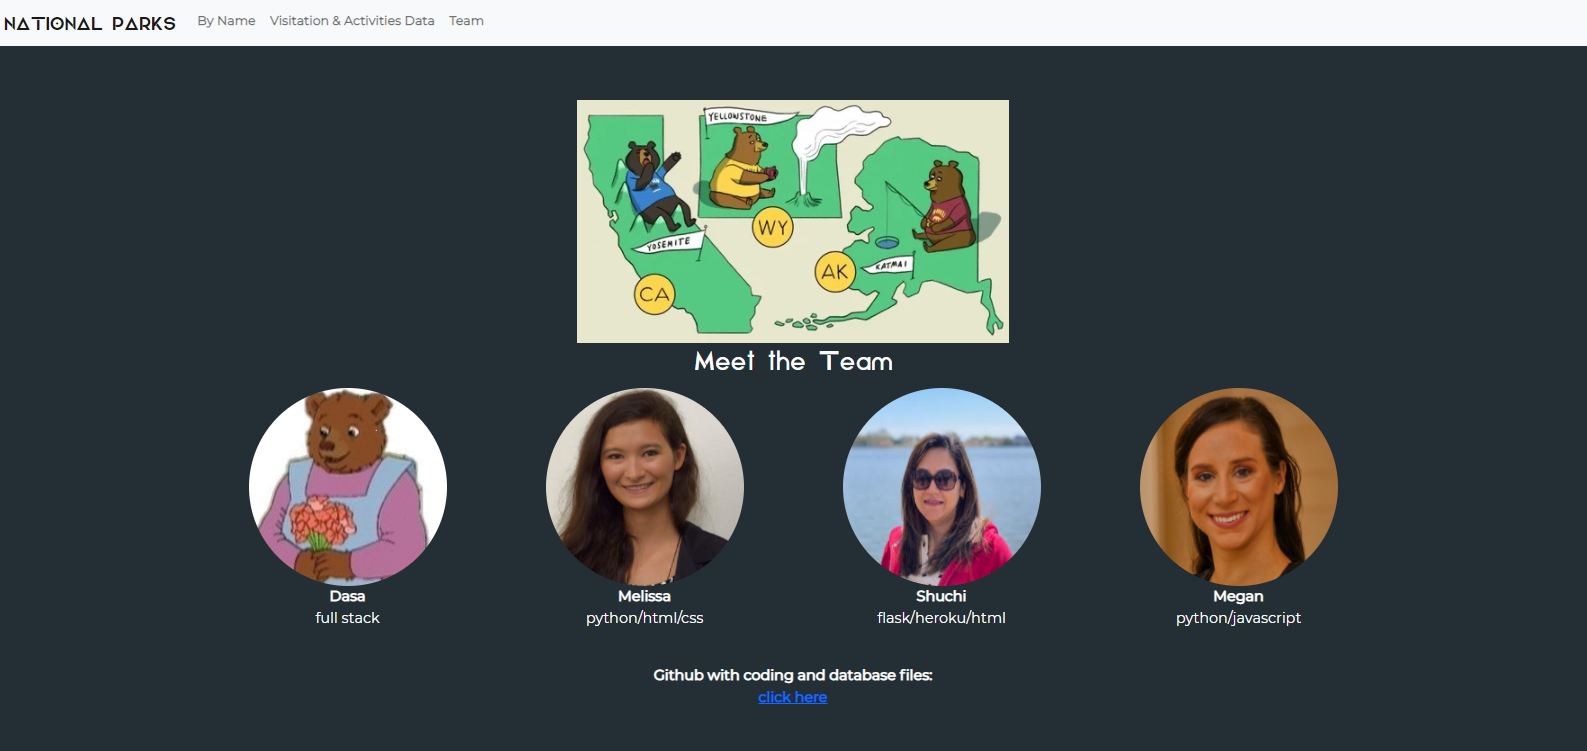 NATIONAL PARKS
By Name
Visitation & Activities Data
Team
YELLOWSTONE
WY
YOSEMITE
KATMAI
AK
CA
Meet the Team
Dasa
full stack
Melissa
python/html/css
Shuchi
flask/heroku/html
Megan
python/javascript
Github with coding and database files:
click here